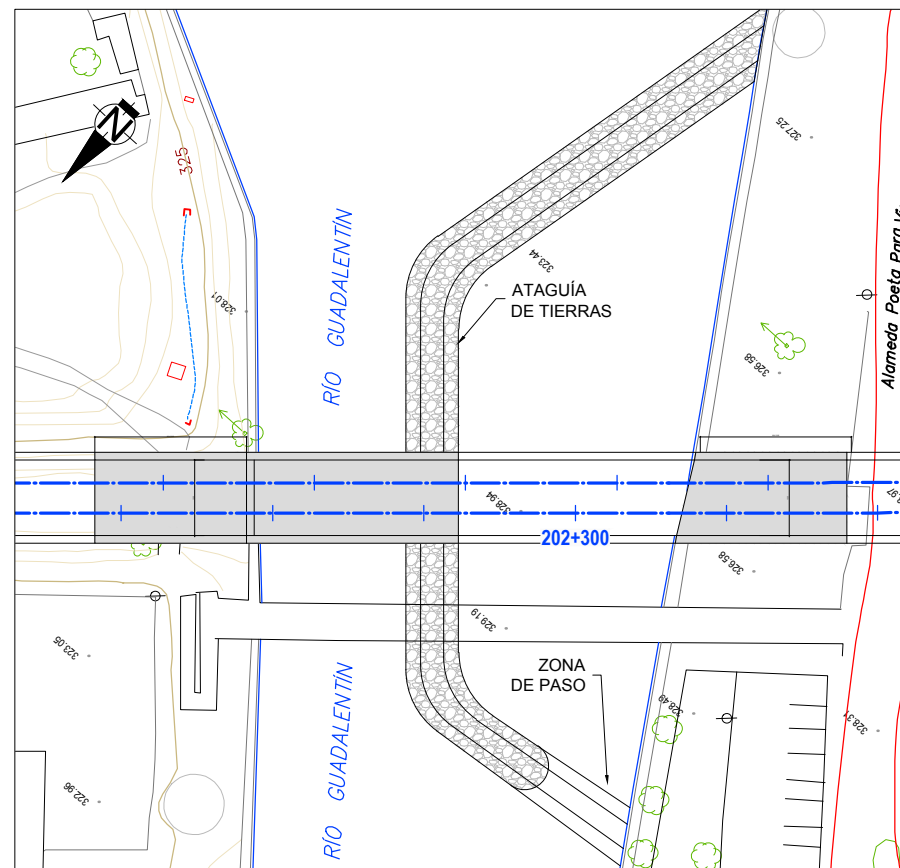 N
325
327.25
RÍO GUADALENTÍN
323.44
ATAGUÍA
DE TIERRAS
328.01
326.58
Alameda Poeta Para
328.94
202+300
326.58
329.19
323.05
ZONA
DE PASO
RÍO GUADALENTÍN
328.49
328.31
322.96